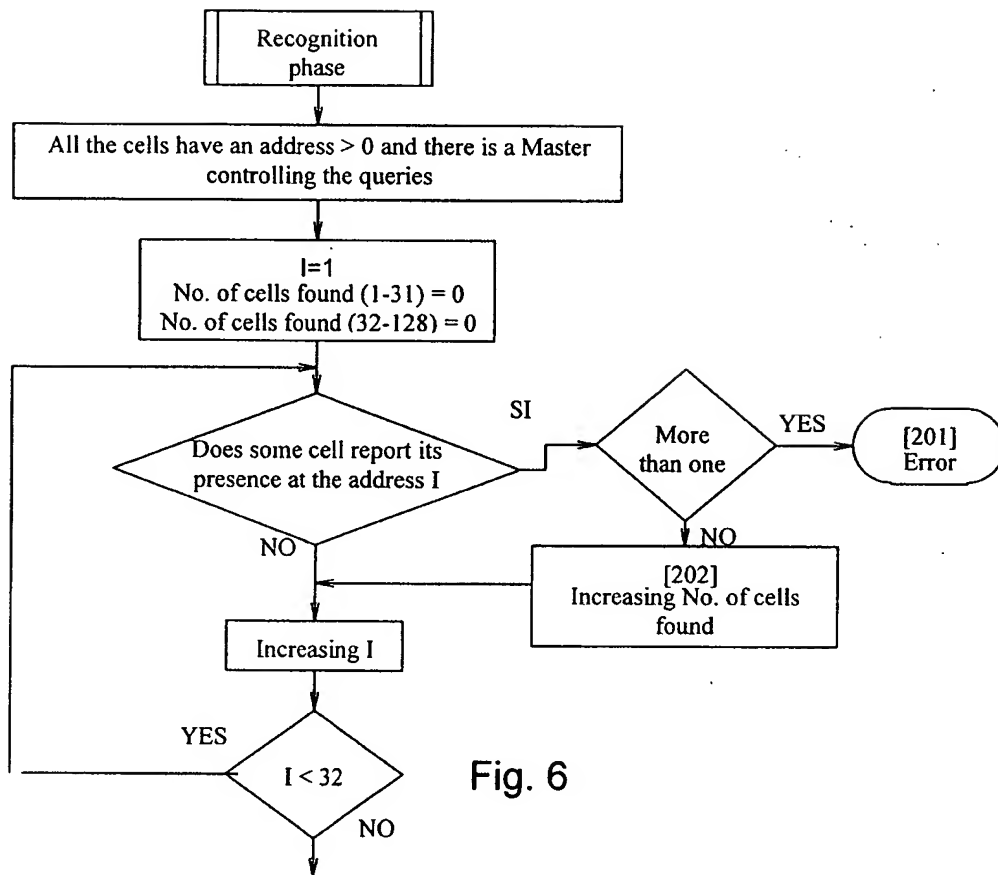 Recognition
phase
All the cells have an address > 0 and there is a Master
controlling the queries
I=1
No. of cells found (1-31) = 0
No. of cells found (32-128) = 0
Does some cell report its
presence at the address I
SI
More
than one
YES
[201]
Error
NO
NO
[202]
Increasing No. of cells
found
Increasing I
YES
I < 32
NO
Fig. 6